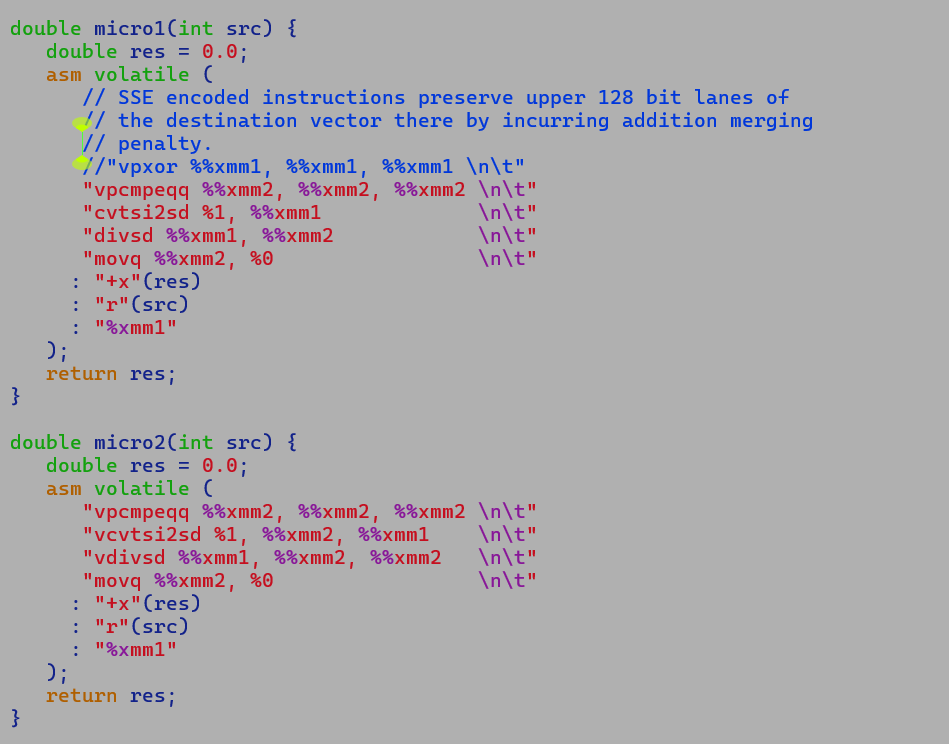 double micro1(int src) {
   double res = 0.0;
   asm volatile (
      // SSE encoded instructions preserve upper 128 bit lanes of
      // the destination vector there by incurring addition merging
      // penalty.
      //"vpxor %%xmm1, %%xmm1, %%xmm1 \n\t"
      "vpcmpeqq %%xmm2, %%xmm2, %%xmm2 \n\t"
      "cvtsi2sd %1, %%xmm1             \n\t"
      "divsd %%xmm1, %%xmm2            \n\t"
      "movq %%xmm2, %0                 \n\t"
     : "+x"(res)
     : "r"(src)
     : "%xmm1"
   );
   return res;
}

double micro2(int src) {
   double res = 0.0;
   asm volatile (
      "vpcmpeqq %%xmm2, %%xmm2, %%xmm2 \n\t"
      "vcvtsi2sd %1, %%xmm2, %%xmm1    \n\t"
      "vdivsd %%xmm1, %%xmm2, %%xmm2   \n\t"
      "movq %%xmm2, %0                 \n\t"
     : "+x"(res)
     : "r"(src)
     : "%xmm1"
   );
   return res;
}